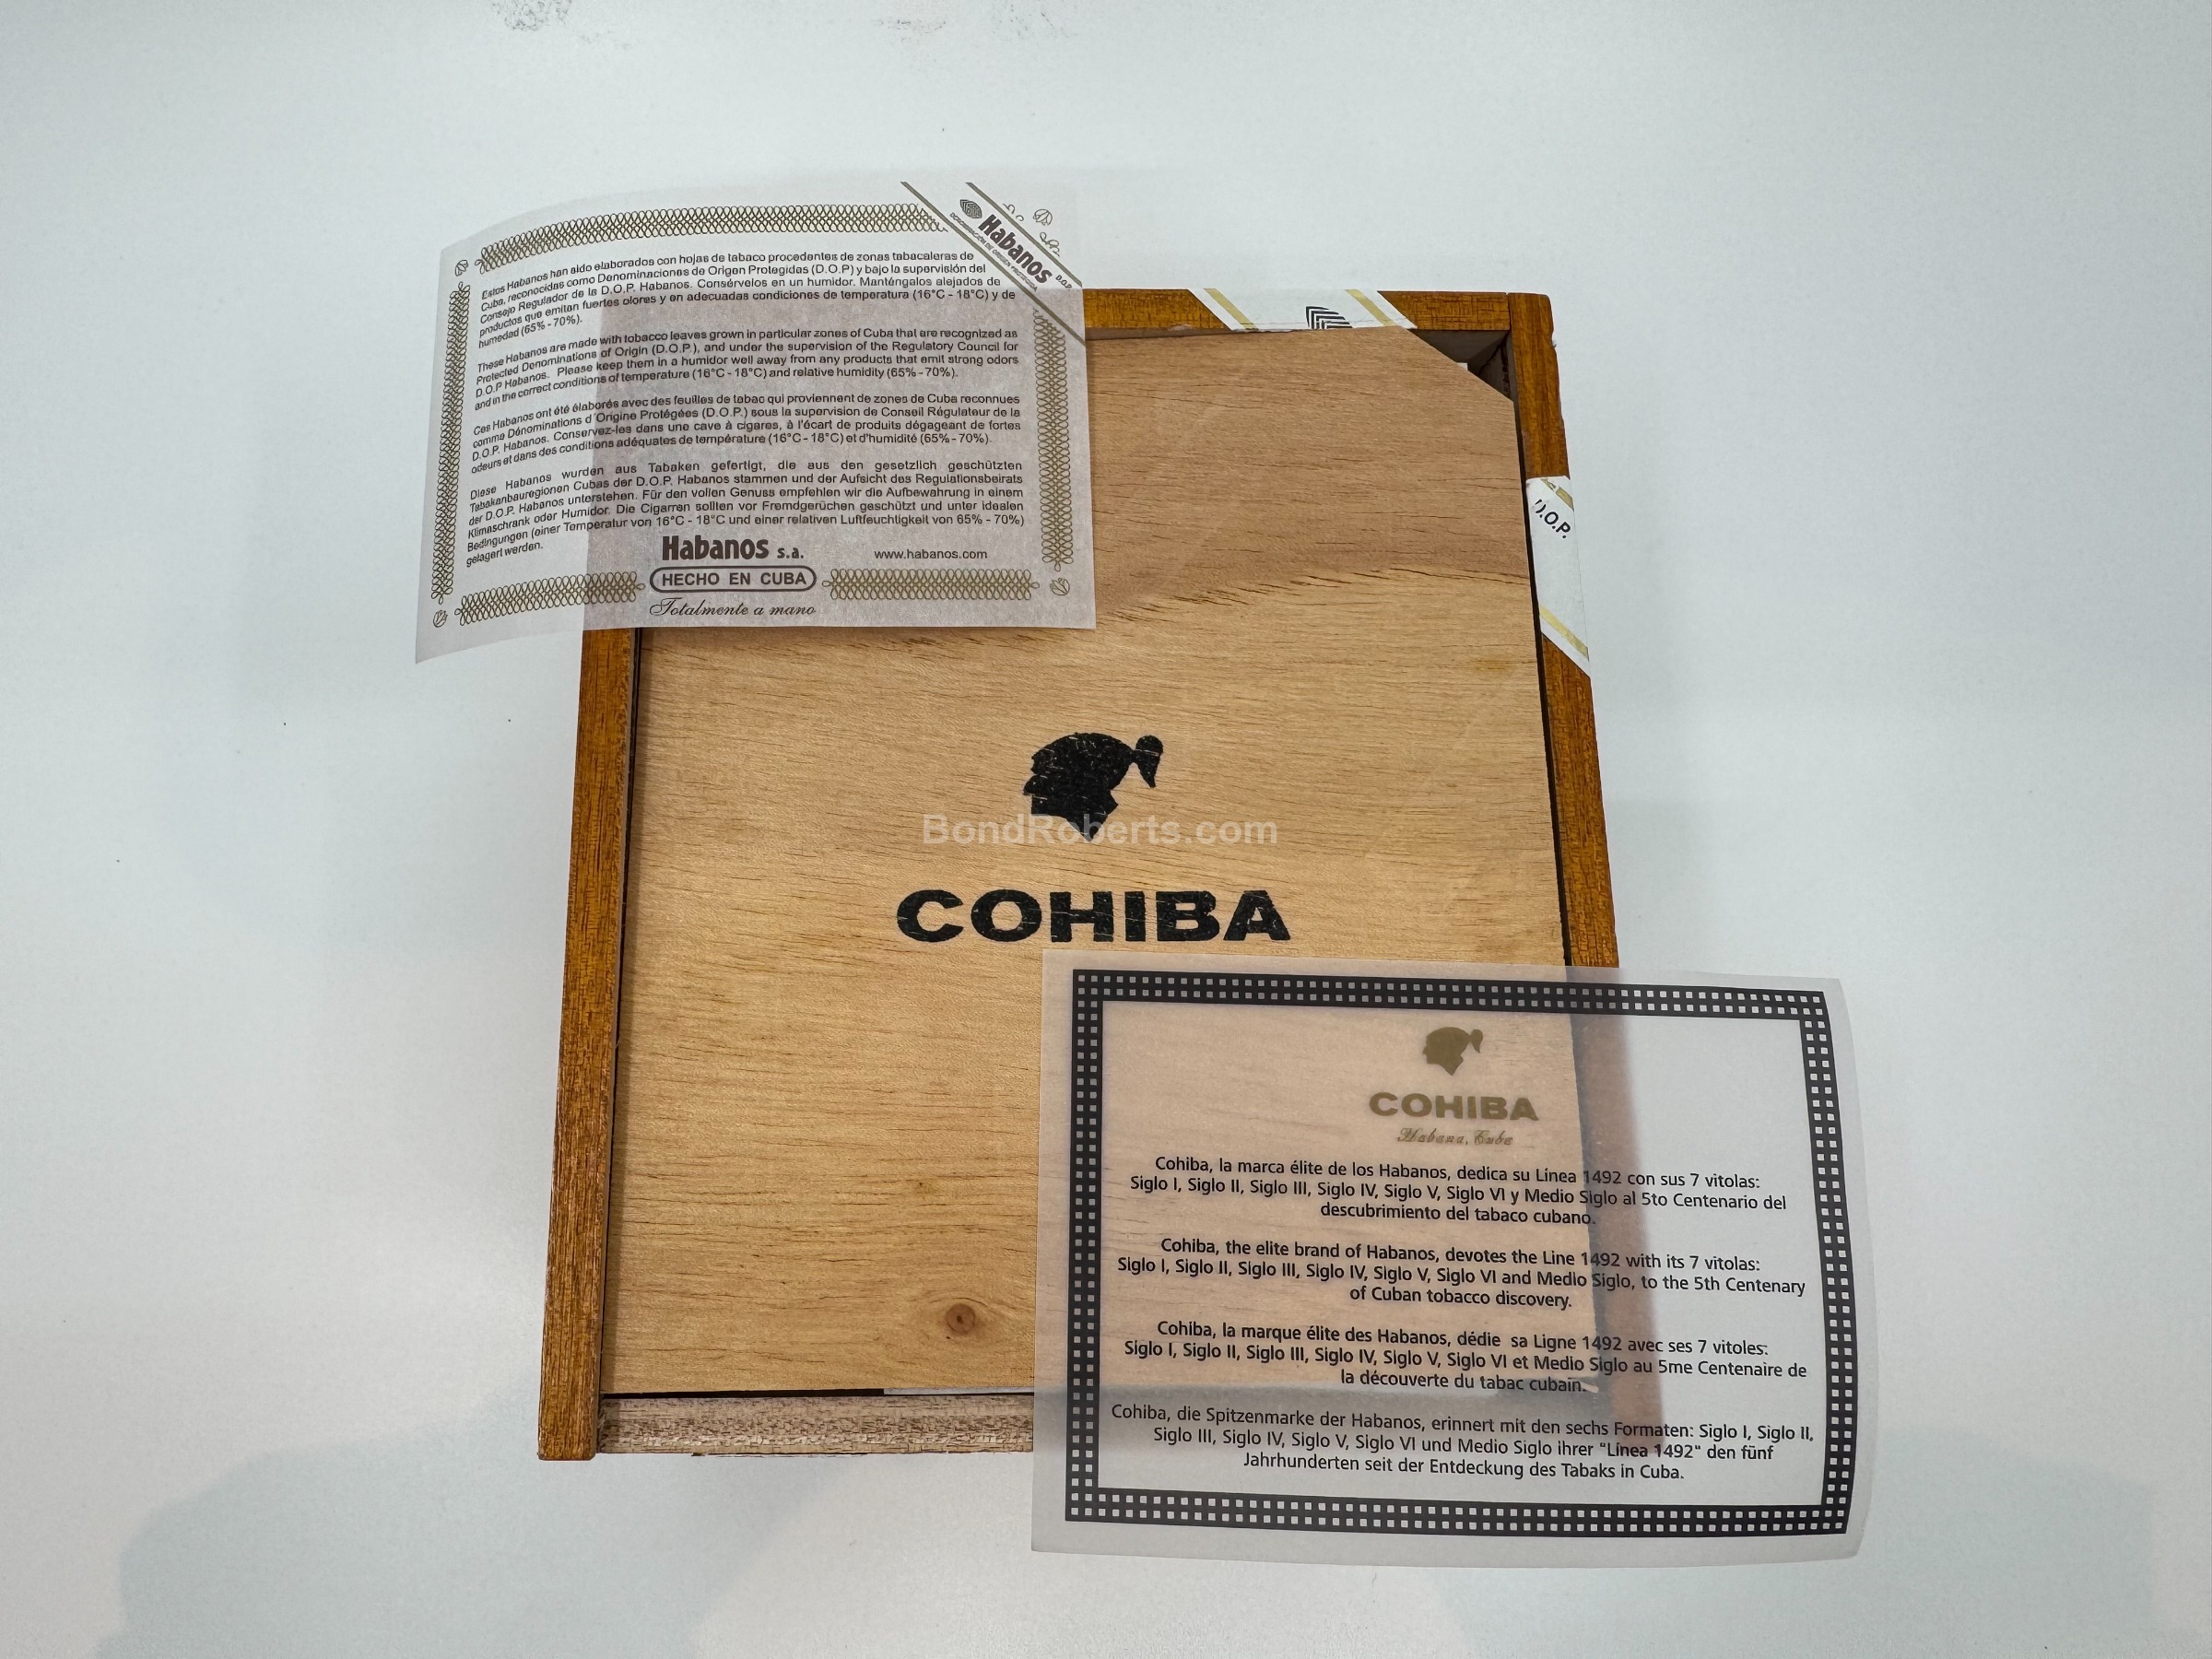 Habanos
DENOMINACIÓN DE ORIGEN PROTEGIDA
D.O.P.
Estos Habanos han sido elaborados con hojas de tabaco procedentes de zonas tabacaleras de
Cuba, reconocidas como Denominaciones de Origen Protegidas (D.O.P) y bajo la supervisión del
Consejo Regulador de la D.O.P. Habanos. Consérvelos en un humidor. Manténgalos alejados de
productos que emitan fuertes olores y en adecuadas condiciones de temperatura (16°C - 18°C) y de
humedad (65% - 70%).
These Habanos are made with tobacco leaves grown in particular zones of Cuba that are recognized as
Protected Denominations of Origin (D.O.P.), and under the supervision of the Regulatory Council for
D.O.P Habanos. Please keep them in a humidor well away from any products that emit strong odors
and in the correct conditions of temperature (16°C - 18°C) and relative humidity (65% - 70%).
Ces Habanos ont été élaborés avec des feuilles de tabac qui proviennent de zones de Cuba reconnues
comme Dénominations d'Origine Protégées (D.O.P.) sous la supervision de Conseil Régulateur de la
D.O.P. Habanos. Conservez-les dans une cave à cigares, à l'écart de produits dégageant de fortes
odeurs et dans des conditions adéquates de température (16°C - 18°C) et d'humidité (65% - 70%).
Diese Habanos wurden aus Tabaken gefertigt, die aus den gesetzlich geschützten
Tabakanbauregionen Cubas der D.O.P. Habanos stammen und der Aufsicht des Regulationsbeirats
der D.O.P. Habanos unterstehen. Für den vollen Genuss empfehlen wir die Aufbewahrung in einem
Klimaschrank oder Humidor. Die Cigarren sollten vor Fremdgerüchen geschützt und unter idealen
Bedingungen (einer Temperatur von 16°C - 18°C und einer relativen Luftfeuchtigkeit von 65% - 70%)
gelagert werden.
Habanos s.a.
www.habanos.com
HECHO EN CUBA
Totalmente a mano
D.O.P.
BondRoberts.com
COHIBA
COHIBA
Habana, Cuba
Cohiba, la marca élite de los Habanos, dedica su Línea 1492 con sus 7 vitolas:
Siglo I, Siglo II, Siglo III, Siglo IV, Siglo V, Siglo VI y Medio Siglo al 5to Centenario del
descubrimiento del tabaco cubano.
Cohiba, the elite brand of Habanos, devotes the Line 1492 with its 7 vitolas:
Siglo I, Siglo II, Siglo III, Siglo IV, Siglo V, Siglo VI and Medio Siglo, to the 5th Centenary
of Cuban tobacco discovery.
Cohiba, la marque élite des Habanos, dédie sa Ligne 1492 avec ses 7 vitoles:
Siglo I, Siglo II, Siglo III, Siglo IV, Siglo V, Siglo VI et Medio Siglo au 5me Centenaire de
la découverte du tabac cubain.
Cohiba, die Spitzenmarke der Habanos, erinnert mit den sechs Formaten: Siglo I, Siglo II,
Siglo III, Siglo IV, Siglo V, Siglo VI und Medio Siglo ihrer "Línea 1492" den fünf
Jahrhunderten seit der Entdeckung des Tabaks in Cuba.